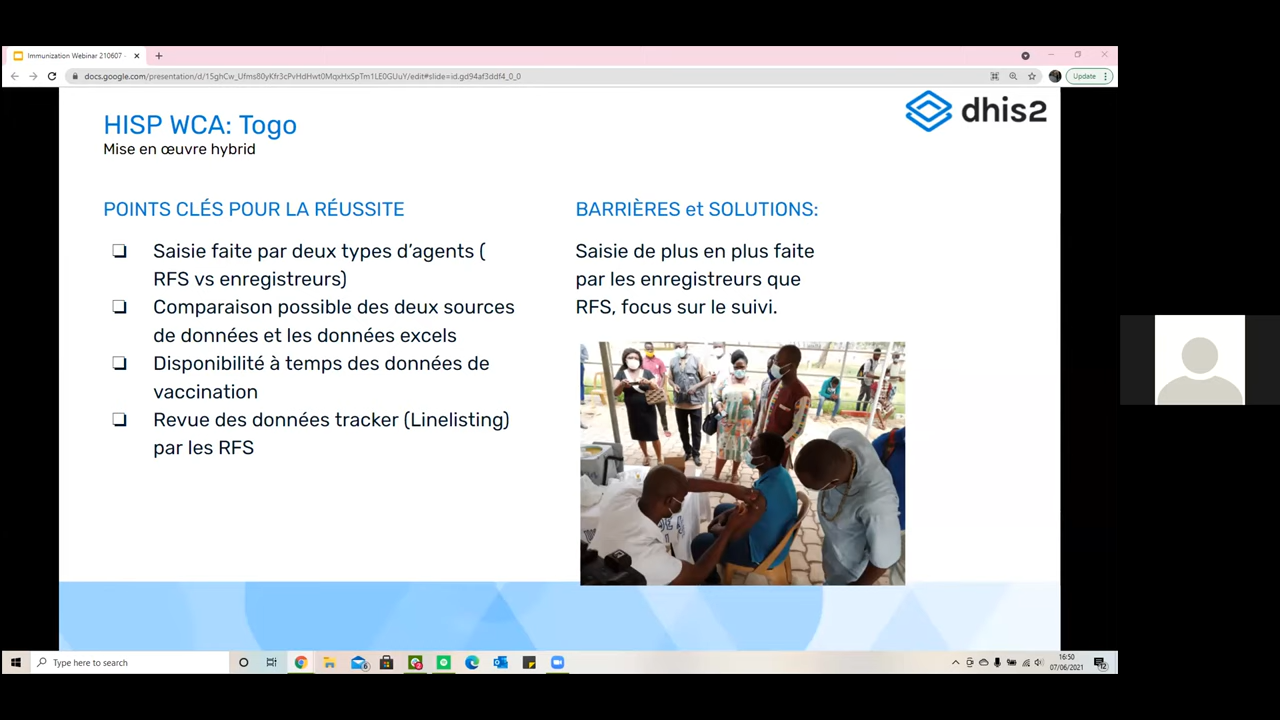 Immunization Webinar 210607 -
docs.google.com/presentation/d/15ghCw_Ufms80yKfr3cPvHdHwt0MqxHxSpTm1LE0GUuY/edit#slide=id.gd94af3ddf4_0_0
Update
dhis2
HISP WCA: Togo
Mise en œuvre hybrid
POINTS CLÉS POUR LA RÉUSSITE
Saisie faite par deux types d’agents (
RFS vs enregistreurs)
Comparaison possible des deux sources
de données et les données excels
Disponibilité à temps des données de
vaccination
Revue des données tracker (Linelisting)
par les RFS
BARRIÈRES et SOLUTIONS:
Saisie de plus en plus faite
par les enregistreurs que
RFS, focus sur le suivi.
Type here to search
16:50
07/06/2021